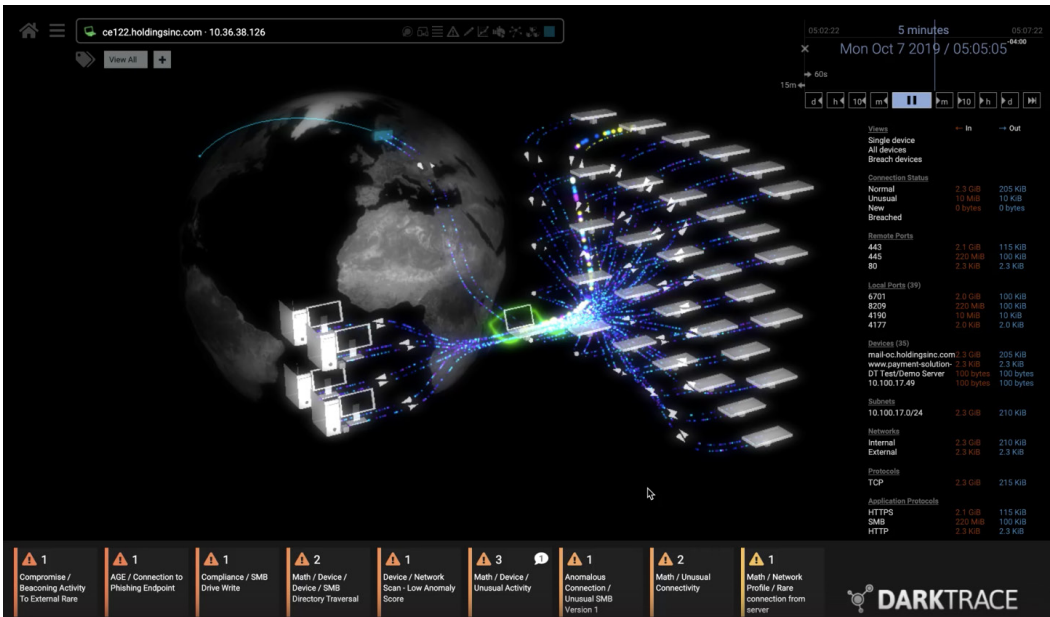 ce122.holdingsinc.com · 10.36.38.126
View All +
05:02:22 5 minutes 05:07:22
Mon Oct 7 2019 / 05:05:05 -04:00
60s
15m
d h 10 m m 10 h d
Views In Out
Single device
All devices
Breach devices
Connection Status
Normal 2.3 GiB 205 KiB
Unusual 10 MiB 10 KiB
New 0 bytes 0 bytes
Breached
Remote Ports
443 2.1 GiB 115 KiB
445 220 MiB 100 KiB
80 2.3 KiB 2.3 KiB
Local Ports (39)
6701 2.0 GiB 100 KiB
8209 220 MiB 100 KiB
4190 10 MiB 10 KiB
4177 2.0 KiB 2.0 KiB
Devices (35)
mail-oc.holdingsinc.com 2.3 GiB 205 KiB
www.payment-solution- 2.3 KiB 2.3 KiB
DT Test/Demo Server 100 bytes 100 bytes
10.100.17.49 100 bytes 100 bytes
Subnets
10.100.17.0/24 2.3 GiB 210 KiB
Networks
Internal 2.3 GiB 210 KiB
External 2.3 KiB 2.3 KiB
Protocols
TCP 2.3 GiB 215 KiB
Application Protocols
HTTPS 2.1 GiB 115 KiB
SMB 220 MiB 100 KiB
HTTP 2.3 KiB 2.3 KiB
1
Compromise /
Beaconing Activity
To External Rare
1
AGE / Connection to
Phishing Endpoint
1
Compliance / SMB
Drive Write
2
Math / Device /
Device / SMB
Directory Traversal
1
Device / Network
Scan - Low Anomaly
Score
3 1
Math / Device /
Unusual Activity
1
Anomalous
Connection /
Unusual SMB
Version 1
2
Math / Unusual
Connectivity
1
Math / Network
Profile / Rare
connection from
server
DARKTRACE